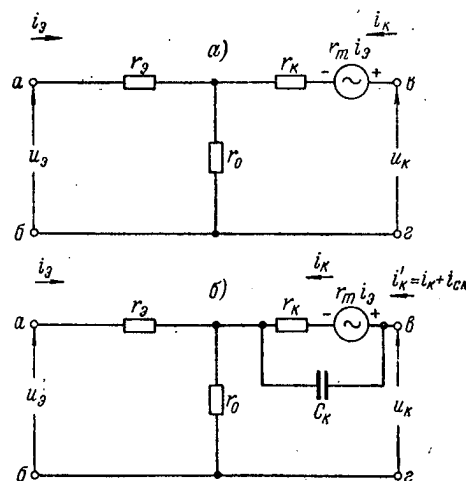 iэ а) iк
а rэ rк - rm iэ + в
uэ r0 uк
б г
iэ б) iк i'к = iк + iCк
а rэ rк - rm iэ + в
uэ r0 Cк uк
б г